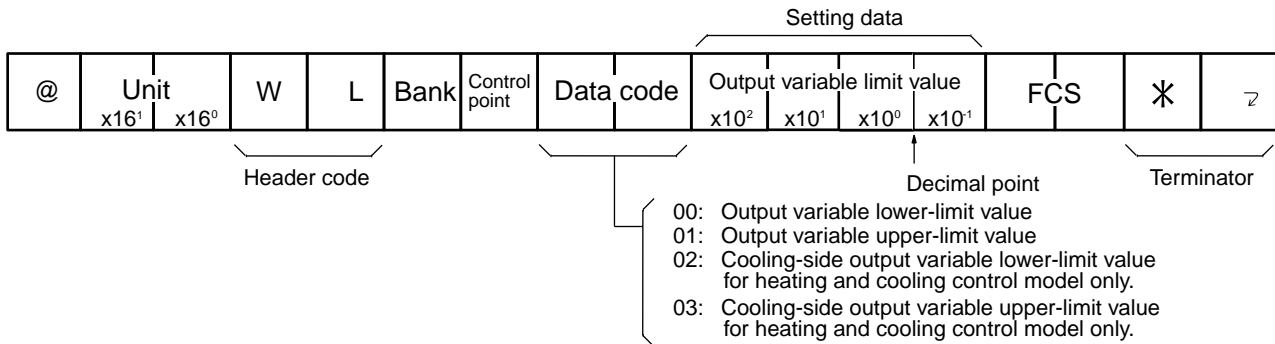 Setting data
@ Unit W L Bank Control point Data code Output variable limit value FCS * ↵
x16¹ x16⁰ x10² x10¹ x10⁰ x10⁻¹
Header code Decimal point Terminator
00: Output variable lower-limit value
01: Output variable upper-limit value
02: Cooling-side output variable lower-limit value
for heating and cooling control model only.
03: Cooling-side output variable upper-limit value
for heating and cooling control model only.